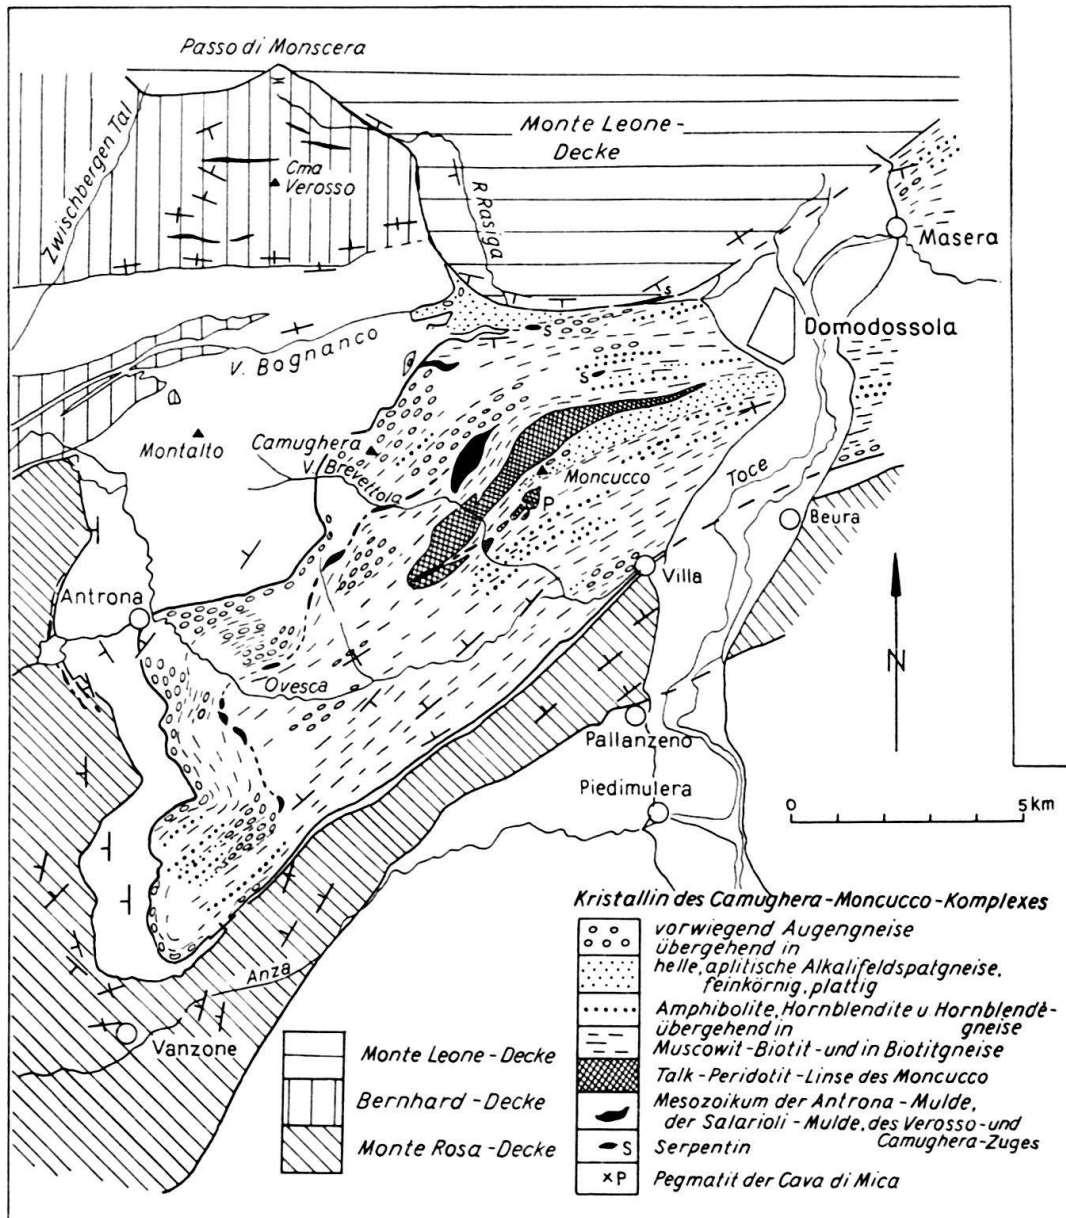 Passo di Monscera
Zwischbergen Tal
Cma
Verosso
Monte Leone-
Decke
R. Rasiga
Masera
s
Domodossola
V. Bognanco
S
S
Montalto
Camughera
V. Brevettola
Moncucco
P
Toce
Beura
Antrona
Villa
Ovesca
N
Pallanzeno
Piedimulera
0
5 km
Anza
Vanzone
Kristallin des Camughera-Moncucco-Komplexes
vorwiegend Augengneise
übergehend in
helle, aplitische Alkalifeldspatgneise,
feinkörnig, plattig
Amphibolite, Hornblendite u. Hornblende-
übergehend in gneise
Muscowit-Biotit-und in Biotitgneise
Talk-Peridotit-Linse des Moncucco
Mesozoikum der Antrona-Mulde,
der Salarioli-Mulde, des Verosso-und
Camughera-Zuges
S Serpentin
x P Pegmatit der Cava di Mica
Monte Leone-Decke
Bernhard-Decke
Monte Rosa-Decke